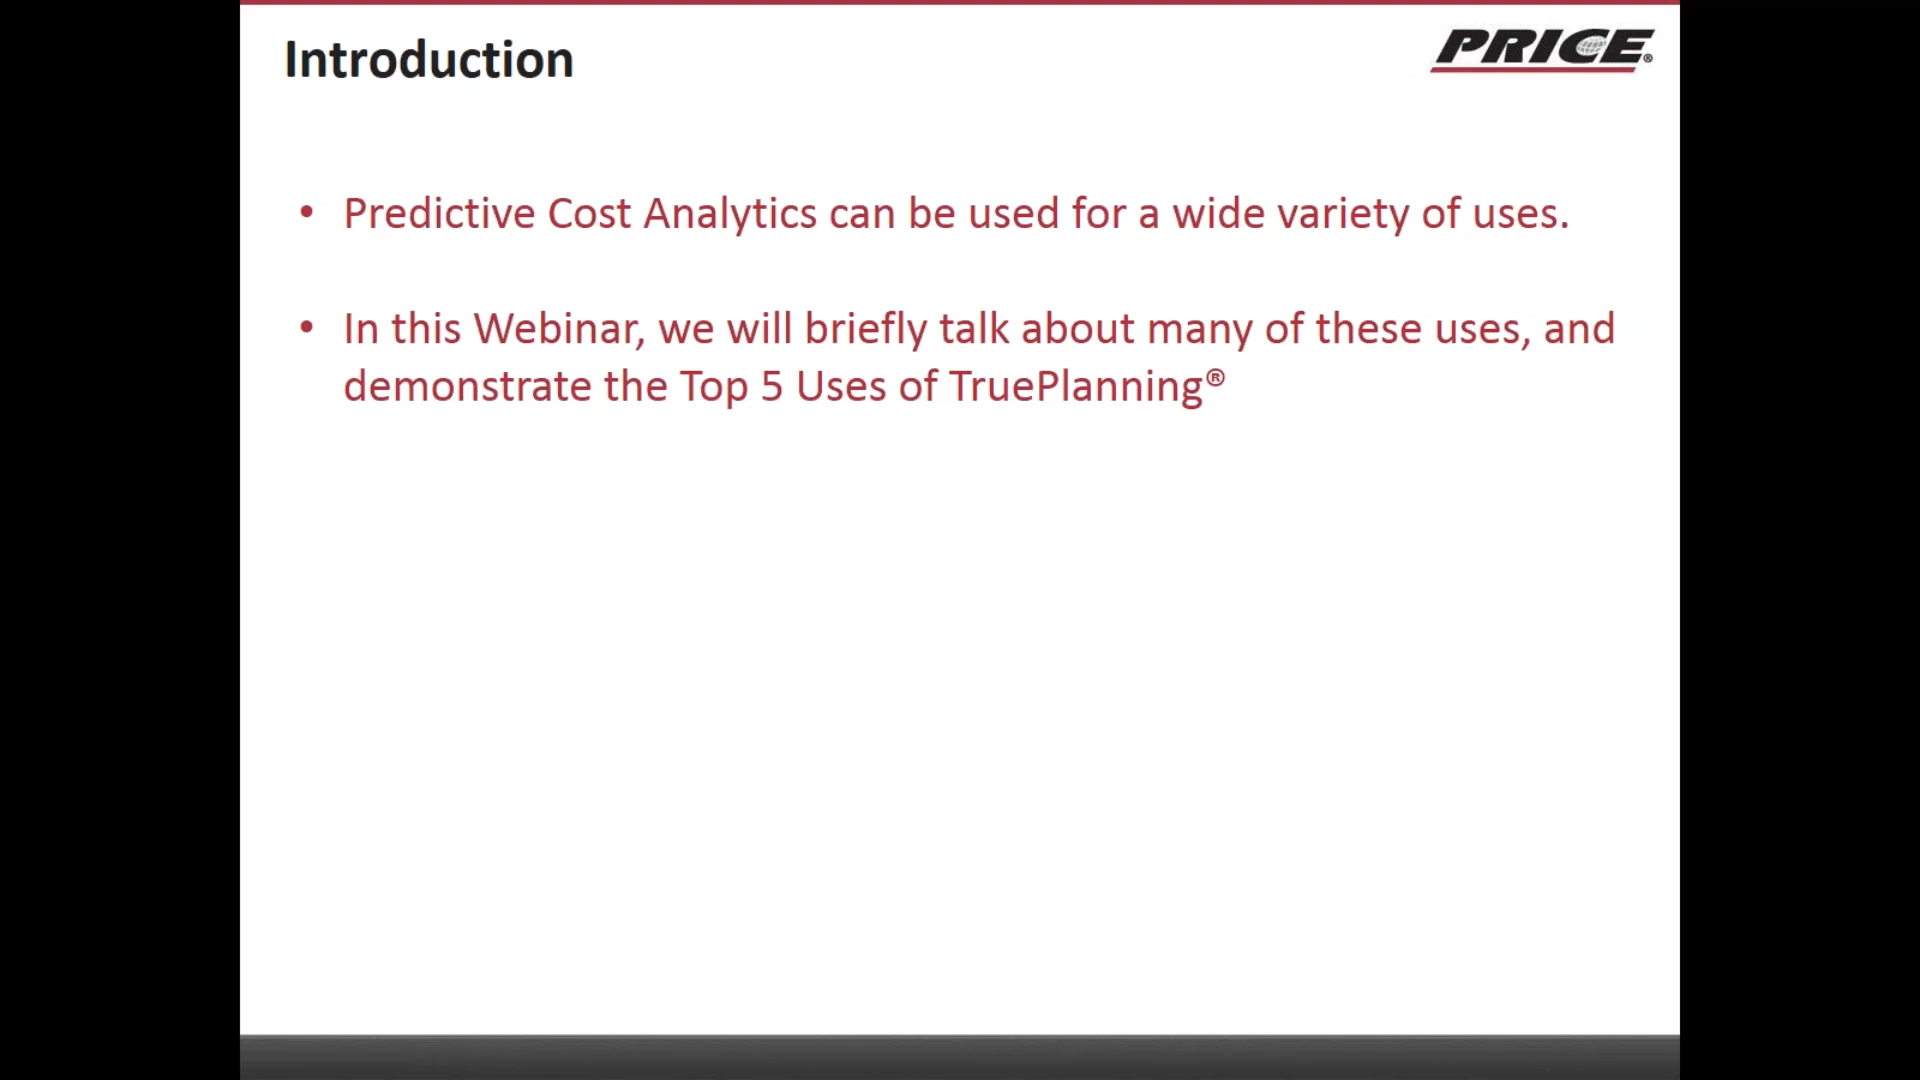 Introduction
PRICE®
• Predictive Cost Analytics can be used for a wide variety of uses.
• In this Webinar, we will briefly talk about many of these uses, and
demonstrate the Top 5 Uses of TruePlanning®